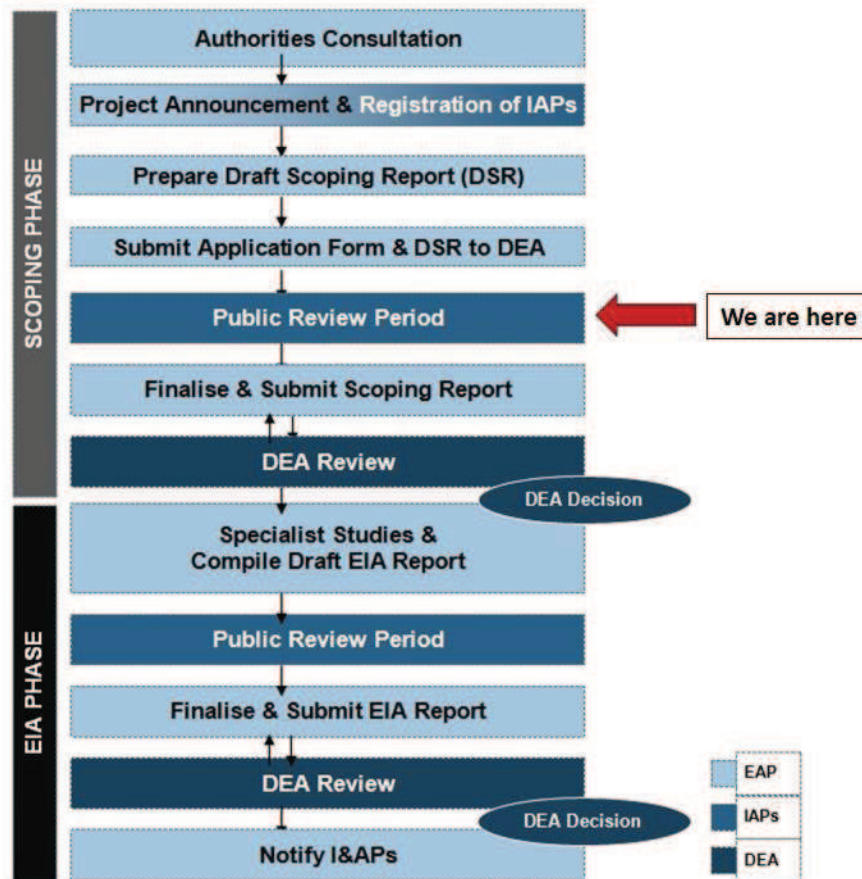 SCOPING PHASE
Authorities Consultation
Project Announcement & Registration of IAPs
Prepare Draft Scoping Report (DSR)
Submit Application Form & DSR to DEA
Public Review Period
We are here
Finalise & Submit Scoping Report
DEA Review
DEA Decision
EIA PHASE
Specialist Studies &
Compile Draft EIA Report
Public Review Period
Finalise & Submit EIA Report
DEA Review
DEA Decision
Notify I&APs
EAP
IAPs
DEA